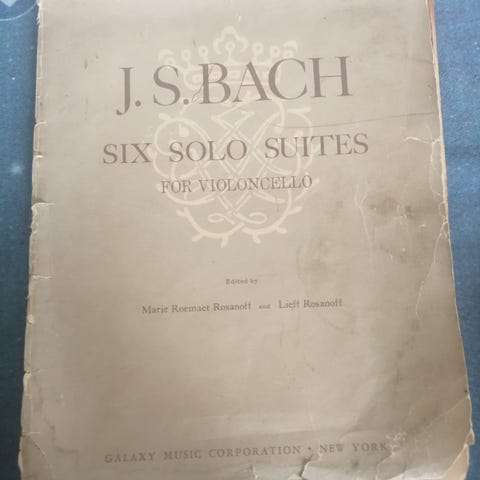 J. S. BACH
SIX SOLO SUITES
FOR VIOLONCELLO
Edited by
Marie Roemaet Rosanoff and Lieff Rosanoff
GALAXY MUSIC CORPORATION • NEW YORK